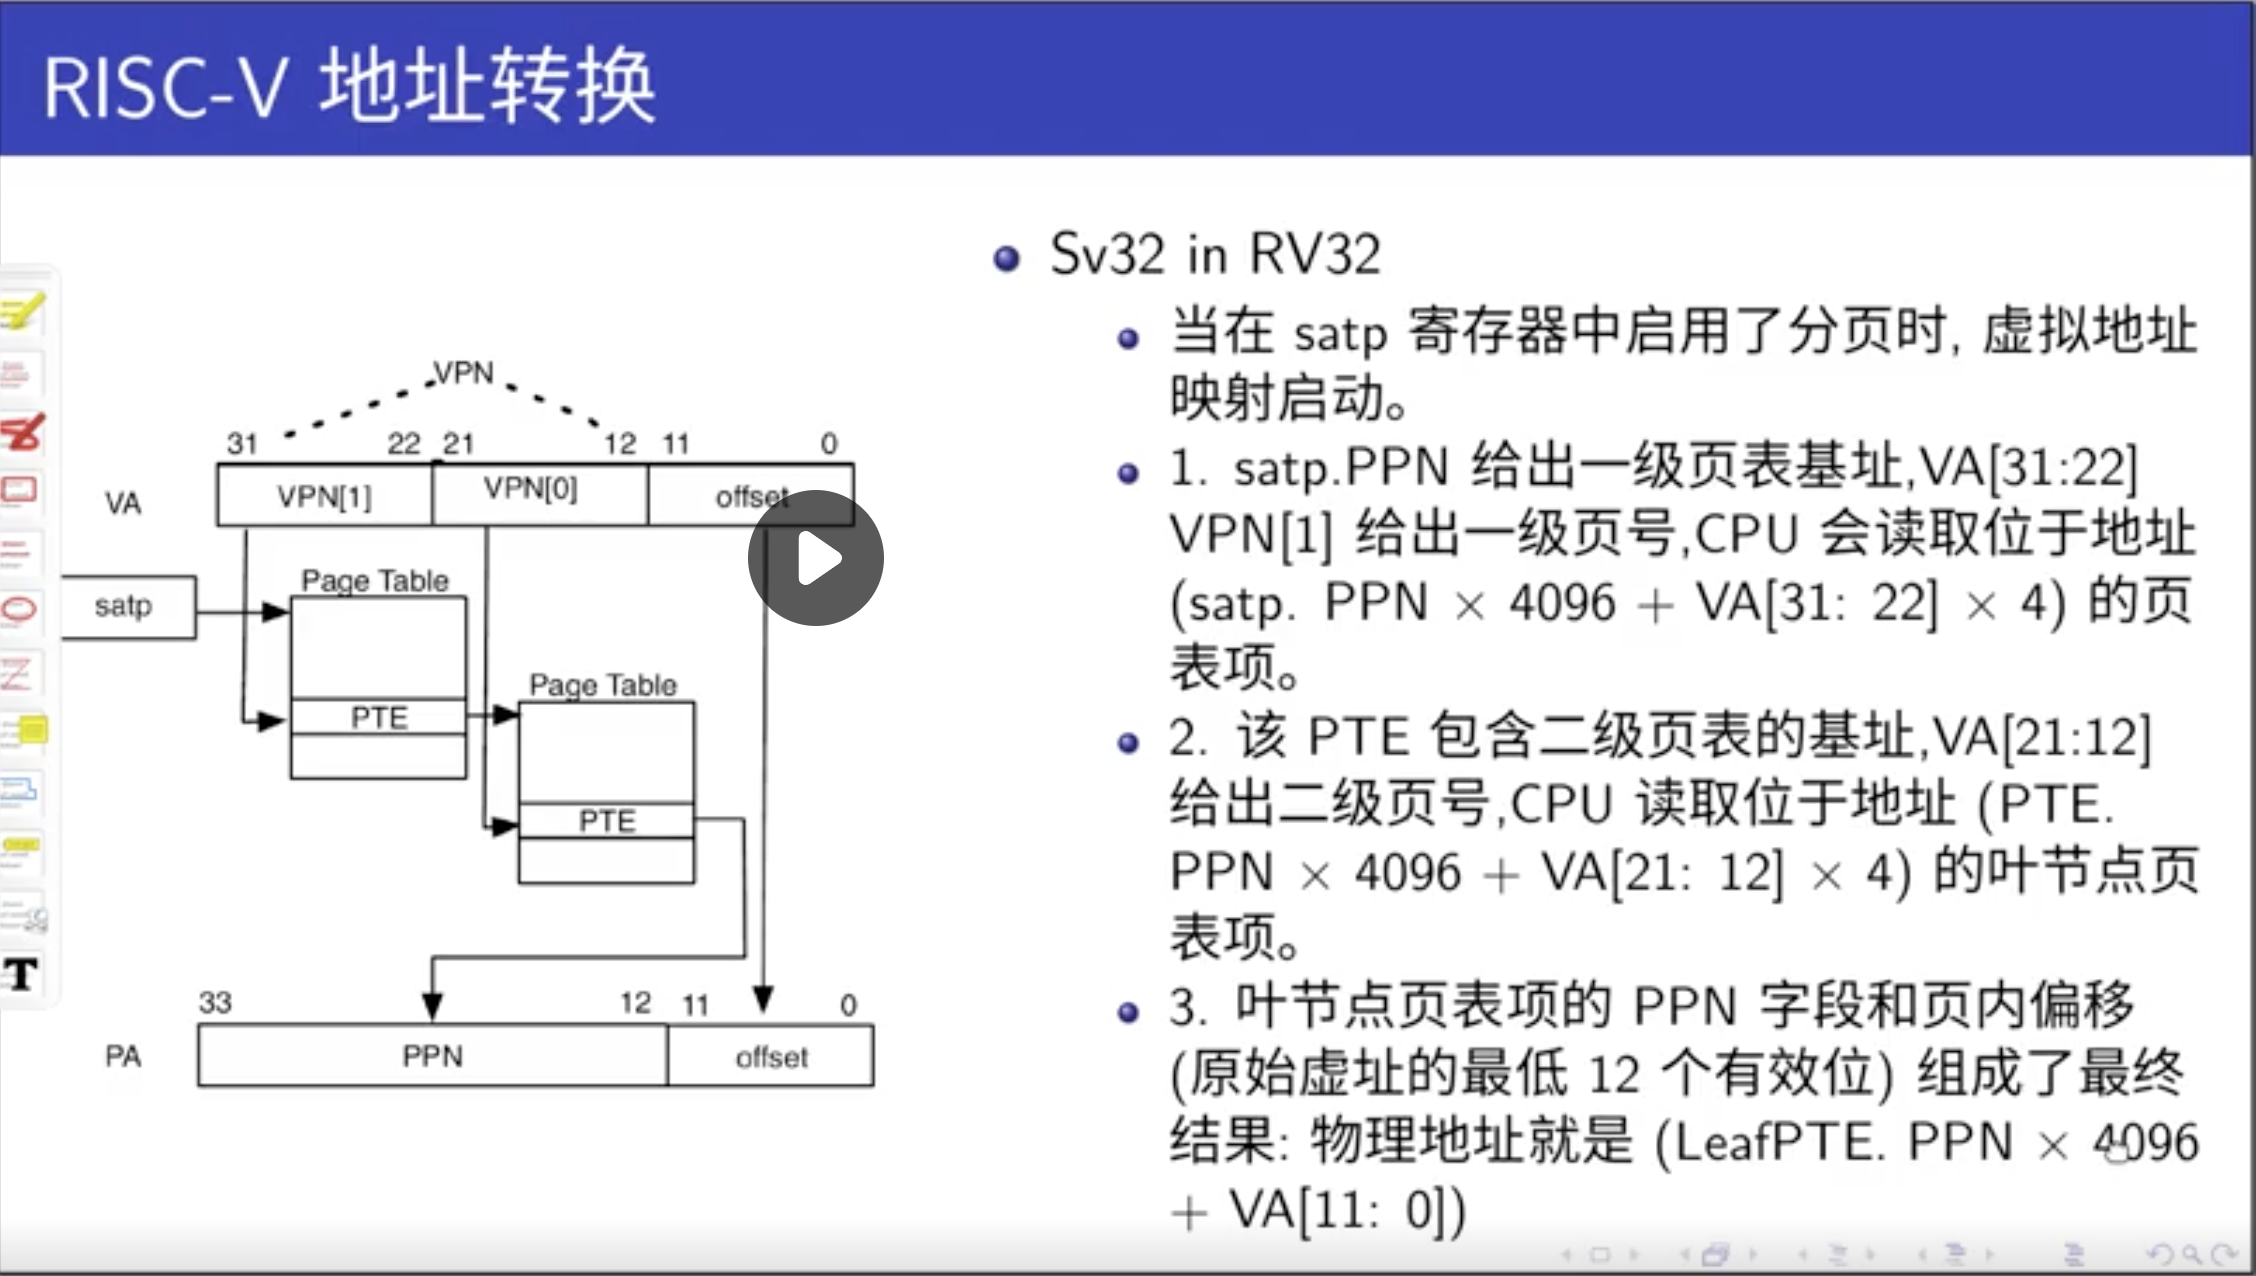 RISC-V 地址转换
VPN
31 22 21 12 11 0
VA VPN[1] VPN[0] offset
satp
Page Table
PTE
Page Table
PTE
33 12 11 0
PA PPN offset
T
Sv32 in RV32
当在 satp 寄存器中启用了分页时, 虚拟地址
映射启动。
1. satp.PPN 给出一级页表基址,VA[31:22]
VPN[1] 给出一级页号,CPU 会读取位于地址
(satp. PPN × 4096 + VA[31: 22] × 4) 的页
表项。
2. 该 PTE 包含二级页表的基址,VA[21:12]
给出二级页号,CPU 读取位于地址 (PTE.
PPN × 4096 + VA[21: 12] × 4) 的叶节点页
表项。
3. 叶节点页表项的 PPN 字段和页内偏移
(原始虚址的最低 12 个有效位) 组成了最终
结果: 物理地址就是 (LeafPTE. PPN × 4096
+ VA[11: 0])